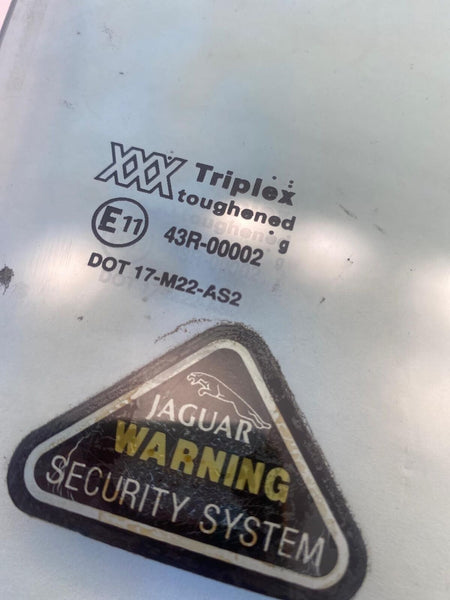 XXX Triplex
toughened
E11 43R-00002 g
DOT 17-M22-AS2
JAGUAR
WARNING
SECURITY SYSTEM